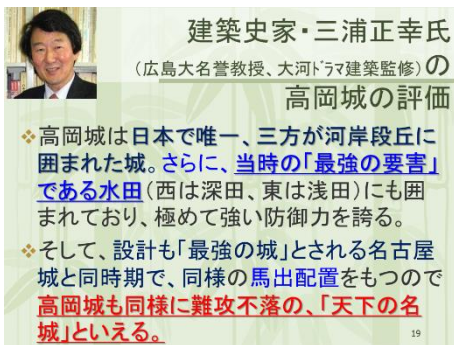 建築史家・三浦正幸氏
(広島大名誉教授、大河ドラマ建築監修)の
高岡城の評価
❖高岡城は日本で唯一、三方が河岸段丘に
囲まれた城。さらに、当時の「最強の要害」
である水田(西は深田、東は浅田)にも囲
まれており、極めて強い防御力を誇る。
❖そして、設計も「最強の城」とされる名古屋
城と同時期で、同様の馬出配置をもつので
高岡城も同様に難攻不落の、「天下の名
城」といえる。
19